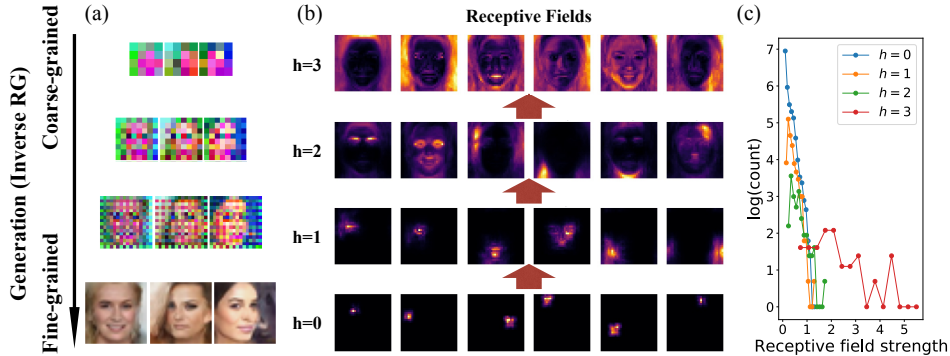 (a)
(b)
Receptive Fields
(c)
Generation (Inverse RG)
Coarse-grained
Fine-grained
h=3
h=2
h=1
h=0
log(count)
7
6
5
4
3
2
1
0
h = 0
h = 1
h = 2
h = 3
0 1 2 3 4 5
Receptive field strength